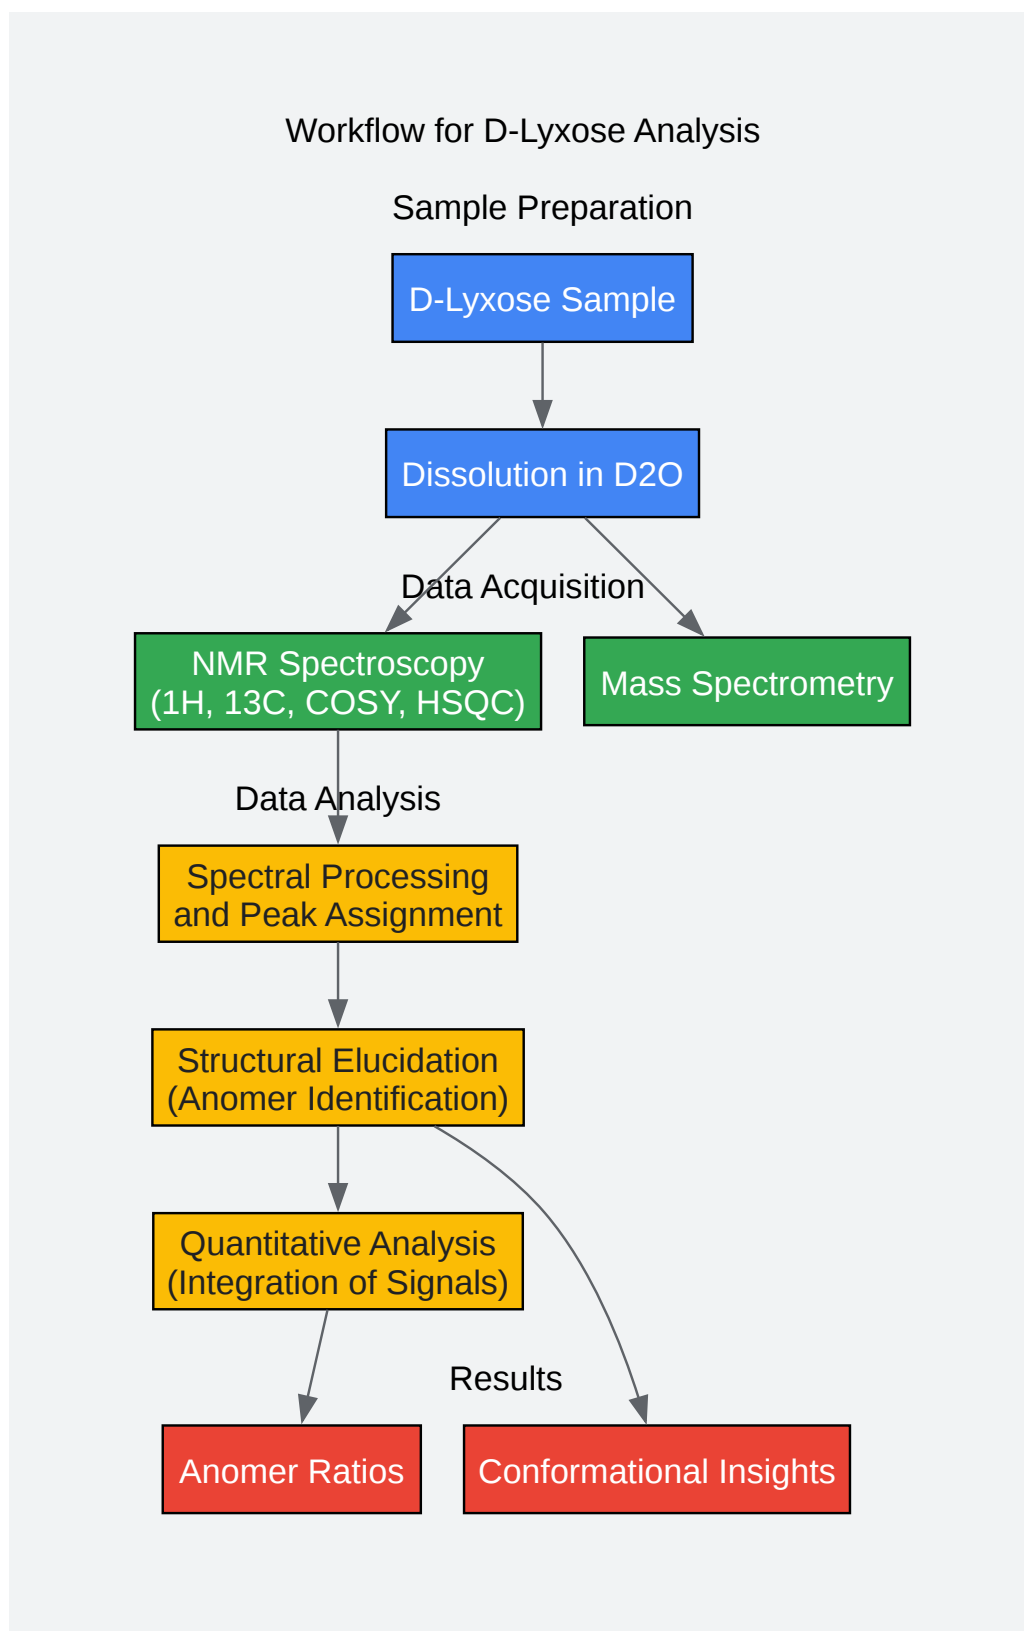 Workflow for D-Lyxose Analysis
Sample Preparation
D-Lyxose Sample
Dissolution in D2O
Data Acquisition
NMR Spectroscopy
(1H, 13C, COSY, HSQC)
Mass Spectrometry
Data Analysis
Spectral Processing
and Peak Assignment
Structural Elucidation
(Anomer Identification)
Quantitative Analysis
(Integration of Signals)
Results
Anomer Ratios
Conformational Insights